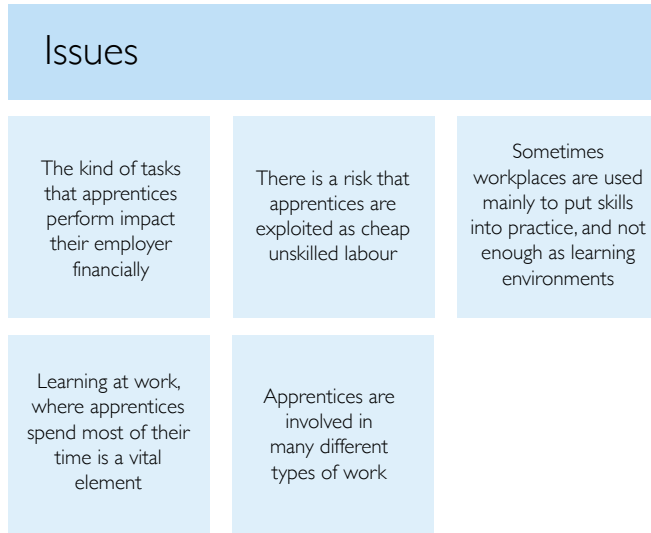 Issues
The kind of tasks
that apprentices
perform impact
their employer
financially
There is a risk that
apprentices are
exploited as cheap
unskilled labour
Sometimes
workplaces are used
mainly to put skills
into practice, and not
enough as learning
environments
Learning at work,
where apprentices
spend most of their
time is a vital
element
Apprentices are
involved in
many different
types of work